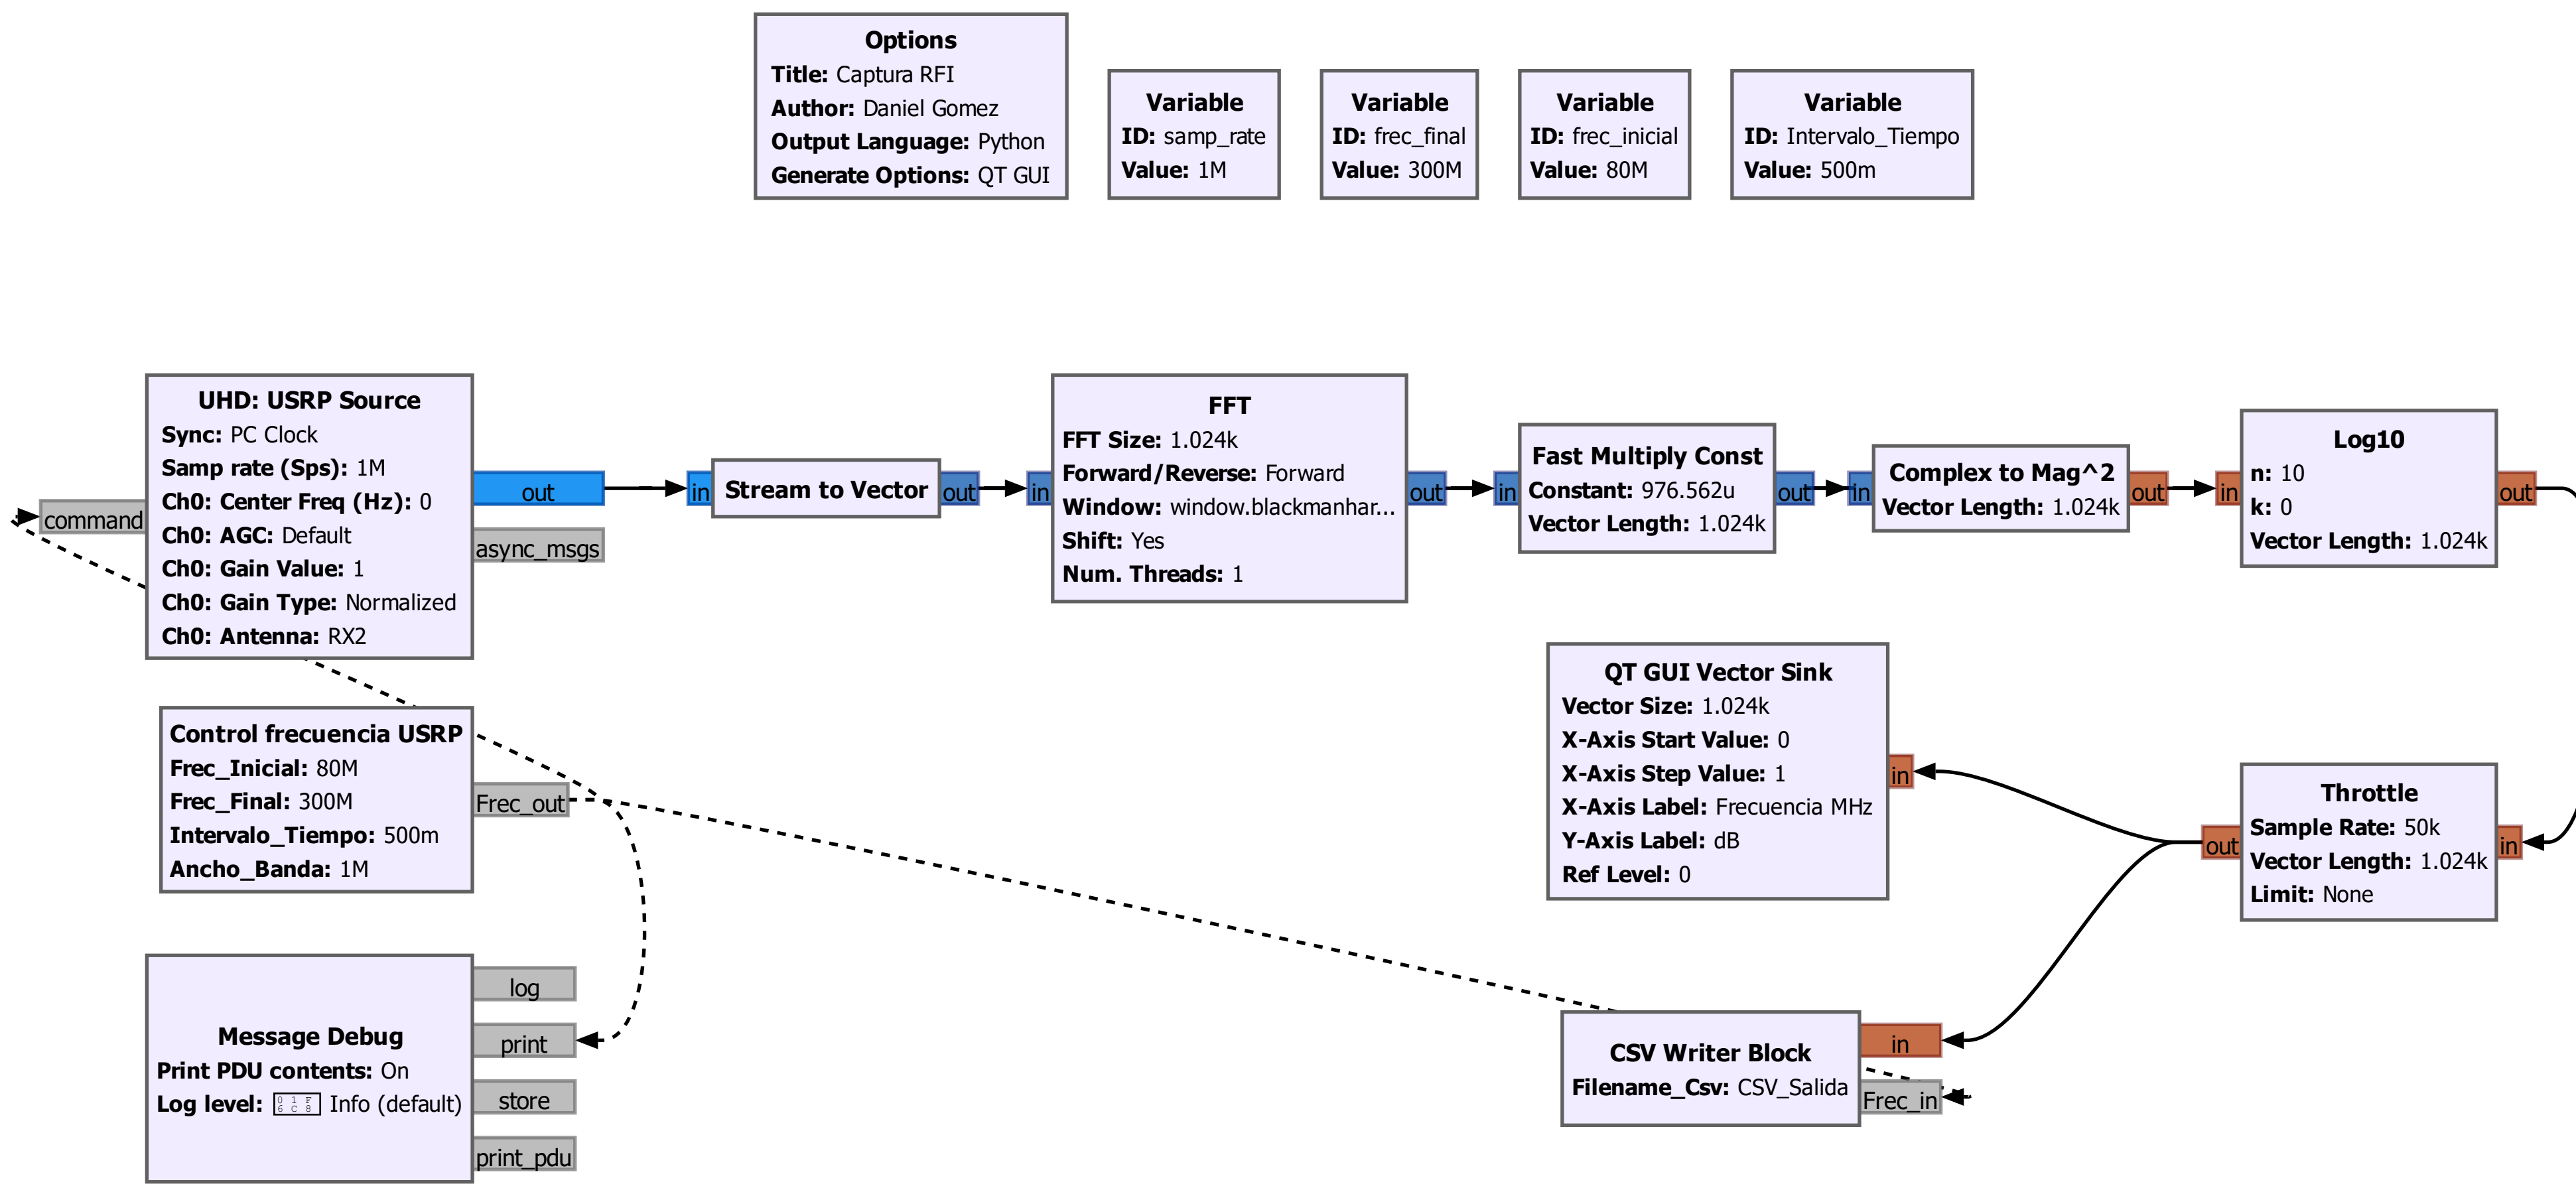 Options
Title: Captura RFI
Author: Daniel Gomez
Output Language: Python
Generate Options: QT GUI
Variable
ID: samp_rate
Value: 1M
Variable
ID: frec_final
Value: 300M
Variable
ID: frec_inicial
Value: 80M
Variable
ID: Intervalo_Tiempo
Value: 500m
command
UHD: USRP Source
Sync: PC Clock
Samp rate (Sps): 1M
Ch0: Center Freq (Hz): 0
Ch0: AGC: Default
Ch0: Gain Value: 1
Ch0: Gain Type: Normalized
Ch0: Antenna: RX2
out
async_msgs
in
Stream to Vector
out
in
FFT
FFT Size: 1.024k
Forward/Reverse: Forward
Window: window.blackmanhar...
Shift: Yes
Num. Threads: 1
out
in
Fast Multiply Const
Constant: 976.562u
Vector Length: 1.024k
out
in
Complex to Mag^2
Vector Length: 1.024k
out
in
Log10
n: 10
k: 0
Vector Length: 1.024k
out
Control frecuencia USRP
Frec_Inicial: 80M
Frec_Final: 300M
Intervalo_Tiempo: 500m
Ancho_Banda: 1M
Frec_out
QT GUI Vector Sink
Vector Size: 1.024k
X-Axis Start Value: 0
X-Axis Step Value: 1
X-Axis Label: Frecuencia MHz
Y-Axis Label: dB
Ref Level: 0
in
out
Throttle
Sample Rate: 50k
Vector Length: 1.024k
Limit: None
in
Message Debug
Print PDU contents: On
Log level: Info (default)
log
print
store
print_pdu
CSV Writer Block
Filename_Csv: CSV_Salida
in
Frec_in